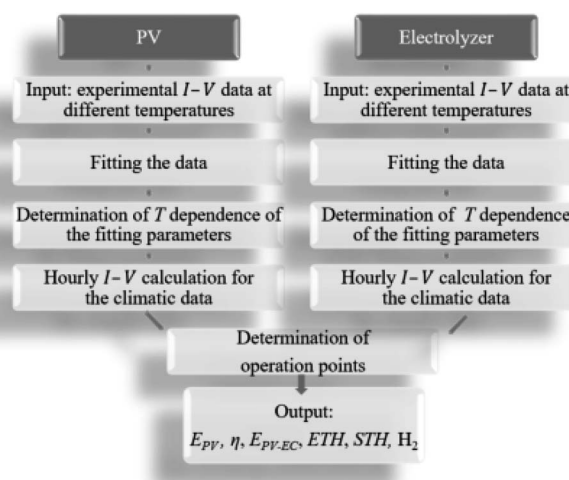 PV
Input: experimental I–V data at
different temperatures
Fitting the data
Determination of T dependence of
the fitting parameters
Hourly I–V calculation for
the climatic data
Electrolyzer
Input: experimental I–V data at
different temperatures
Fitting the data
Determination of T dependence
of the fitting parameters
Hourly I–V calculation for
the climatic data
Determination of
operation points
Output:
E_PV, η, E_PV-EC, ETH, STH, H₂